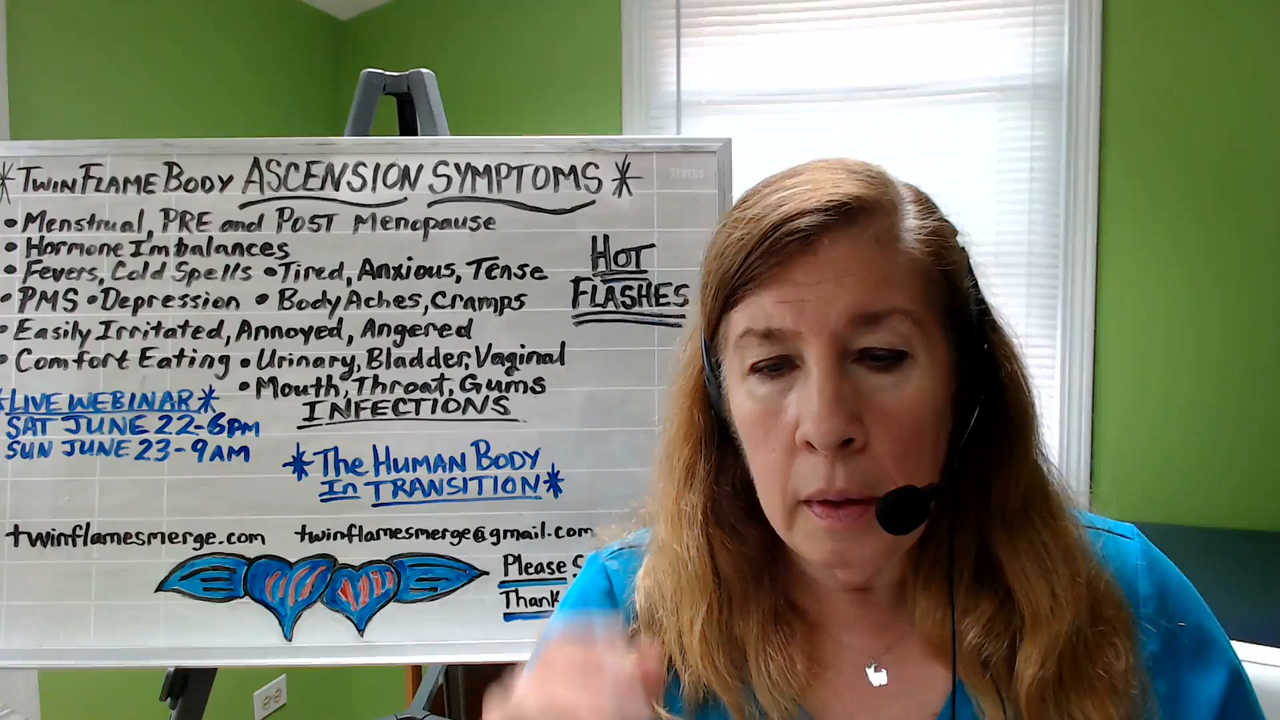 *TWIN FLAME BODY ASCENSION SYMPTOMS*
• Menstrual, PRE and POST Menopause
• Hormone Imbalances
• Fevers, Cold Spells • Tired, Anxious, Tense
• PMS • Depression • Body Aches, Cramps
• Easily Irritated, Annoyed, Angered
• Comfort Eating • Urinary, Bladder, Vaginal
• Mouth, Throat, Gums
INFECTIONS
HOT
FLASHES
*LIVE WEBINAR*
SAT JUNE 22-6PM
SUN JUNE 23-9AM
*The HUMAN BODY
In TRANSITION*
twinflamesmerge.com twinflamesmerge@gmail.com
Please
Thank